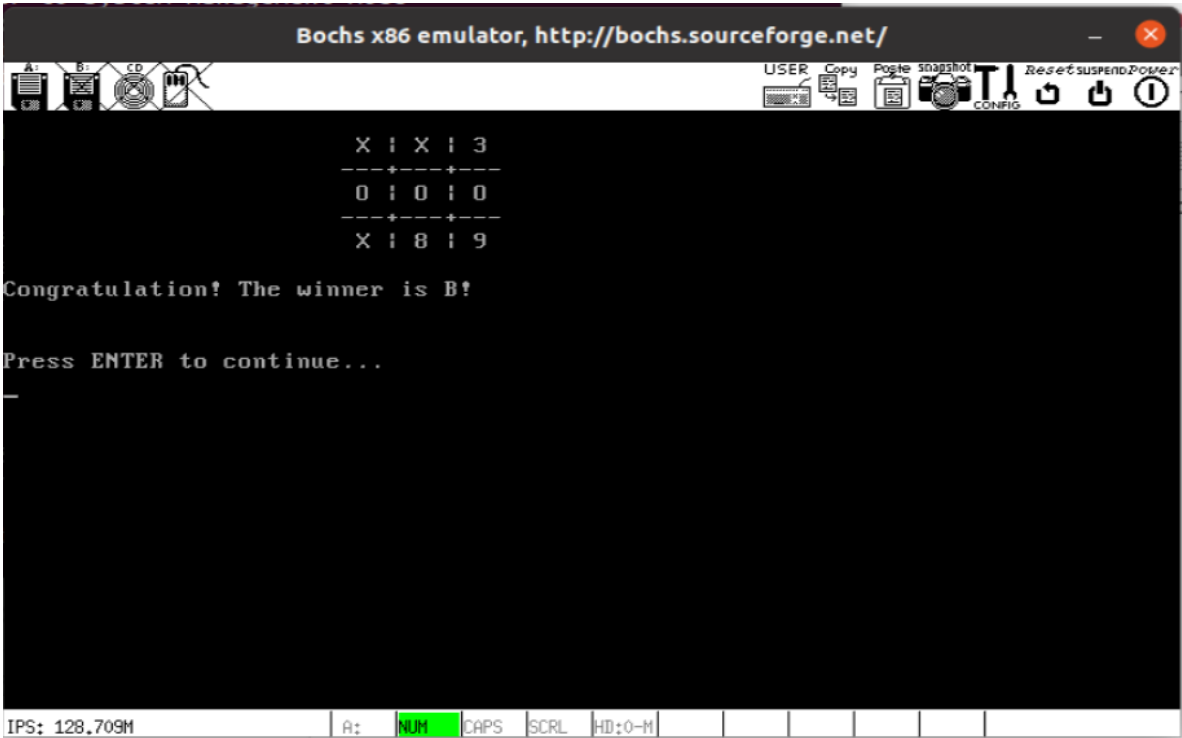 Bochs x86 emulator, http://bochs.sourceforge.net/
A: B: CD USER Copy Paste snapshot CONFIG Reset SUSPEND Power
X | X | 3
---+---+---
O | O | O
---+---+---
X | 8 | 9
Congratulation! The winner is B!
Press ENTER to continue...
IPS: 128.709M A: NUM CAPS SCRL HD:0-M